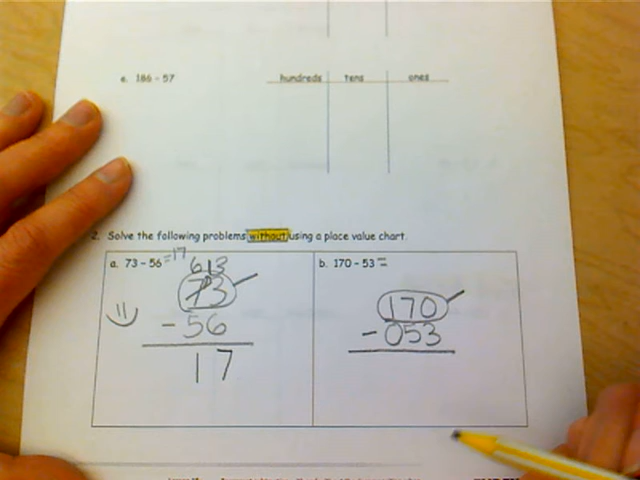 e. 186 - 57
hundreds tens ones
2. Solve the following problems without using a place value chart.
a. 73 - 56 = 17
b. 170 - 53 =
6 13
73
- 56
17
170
- 053